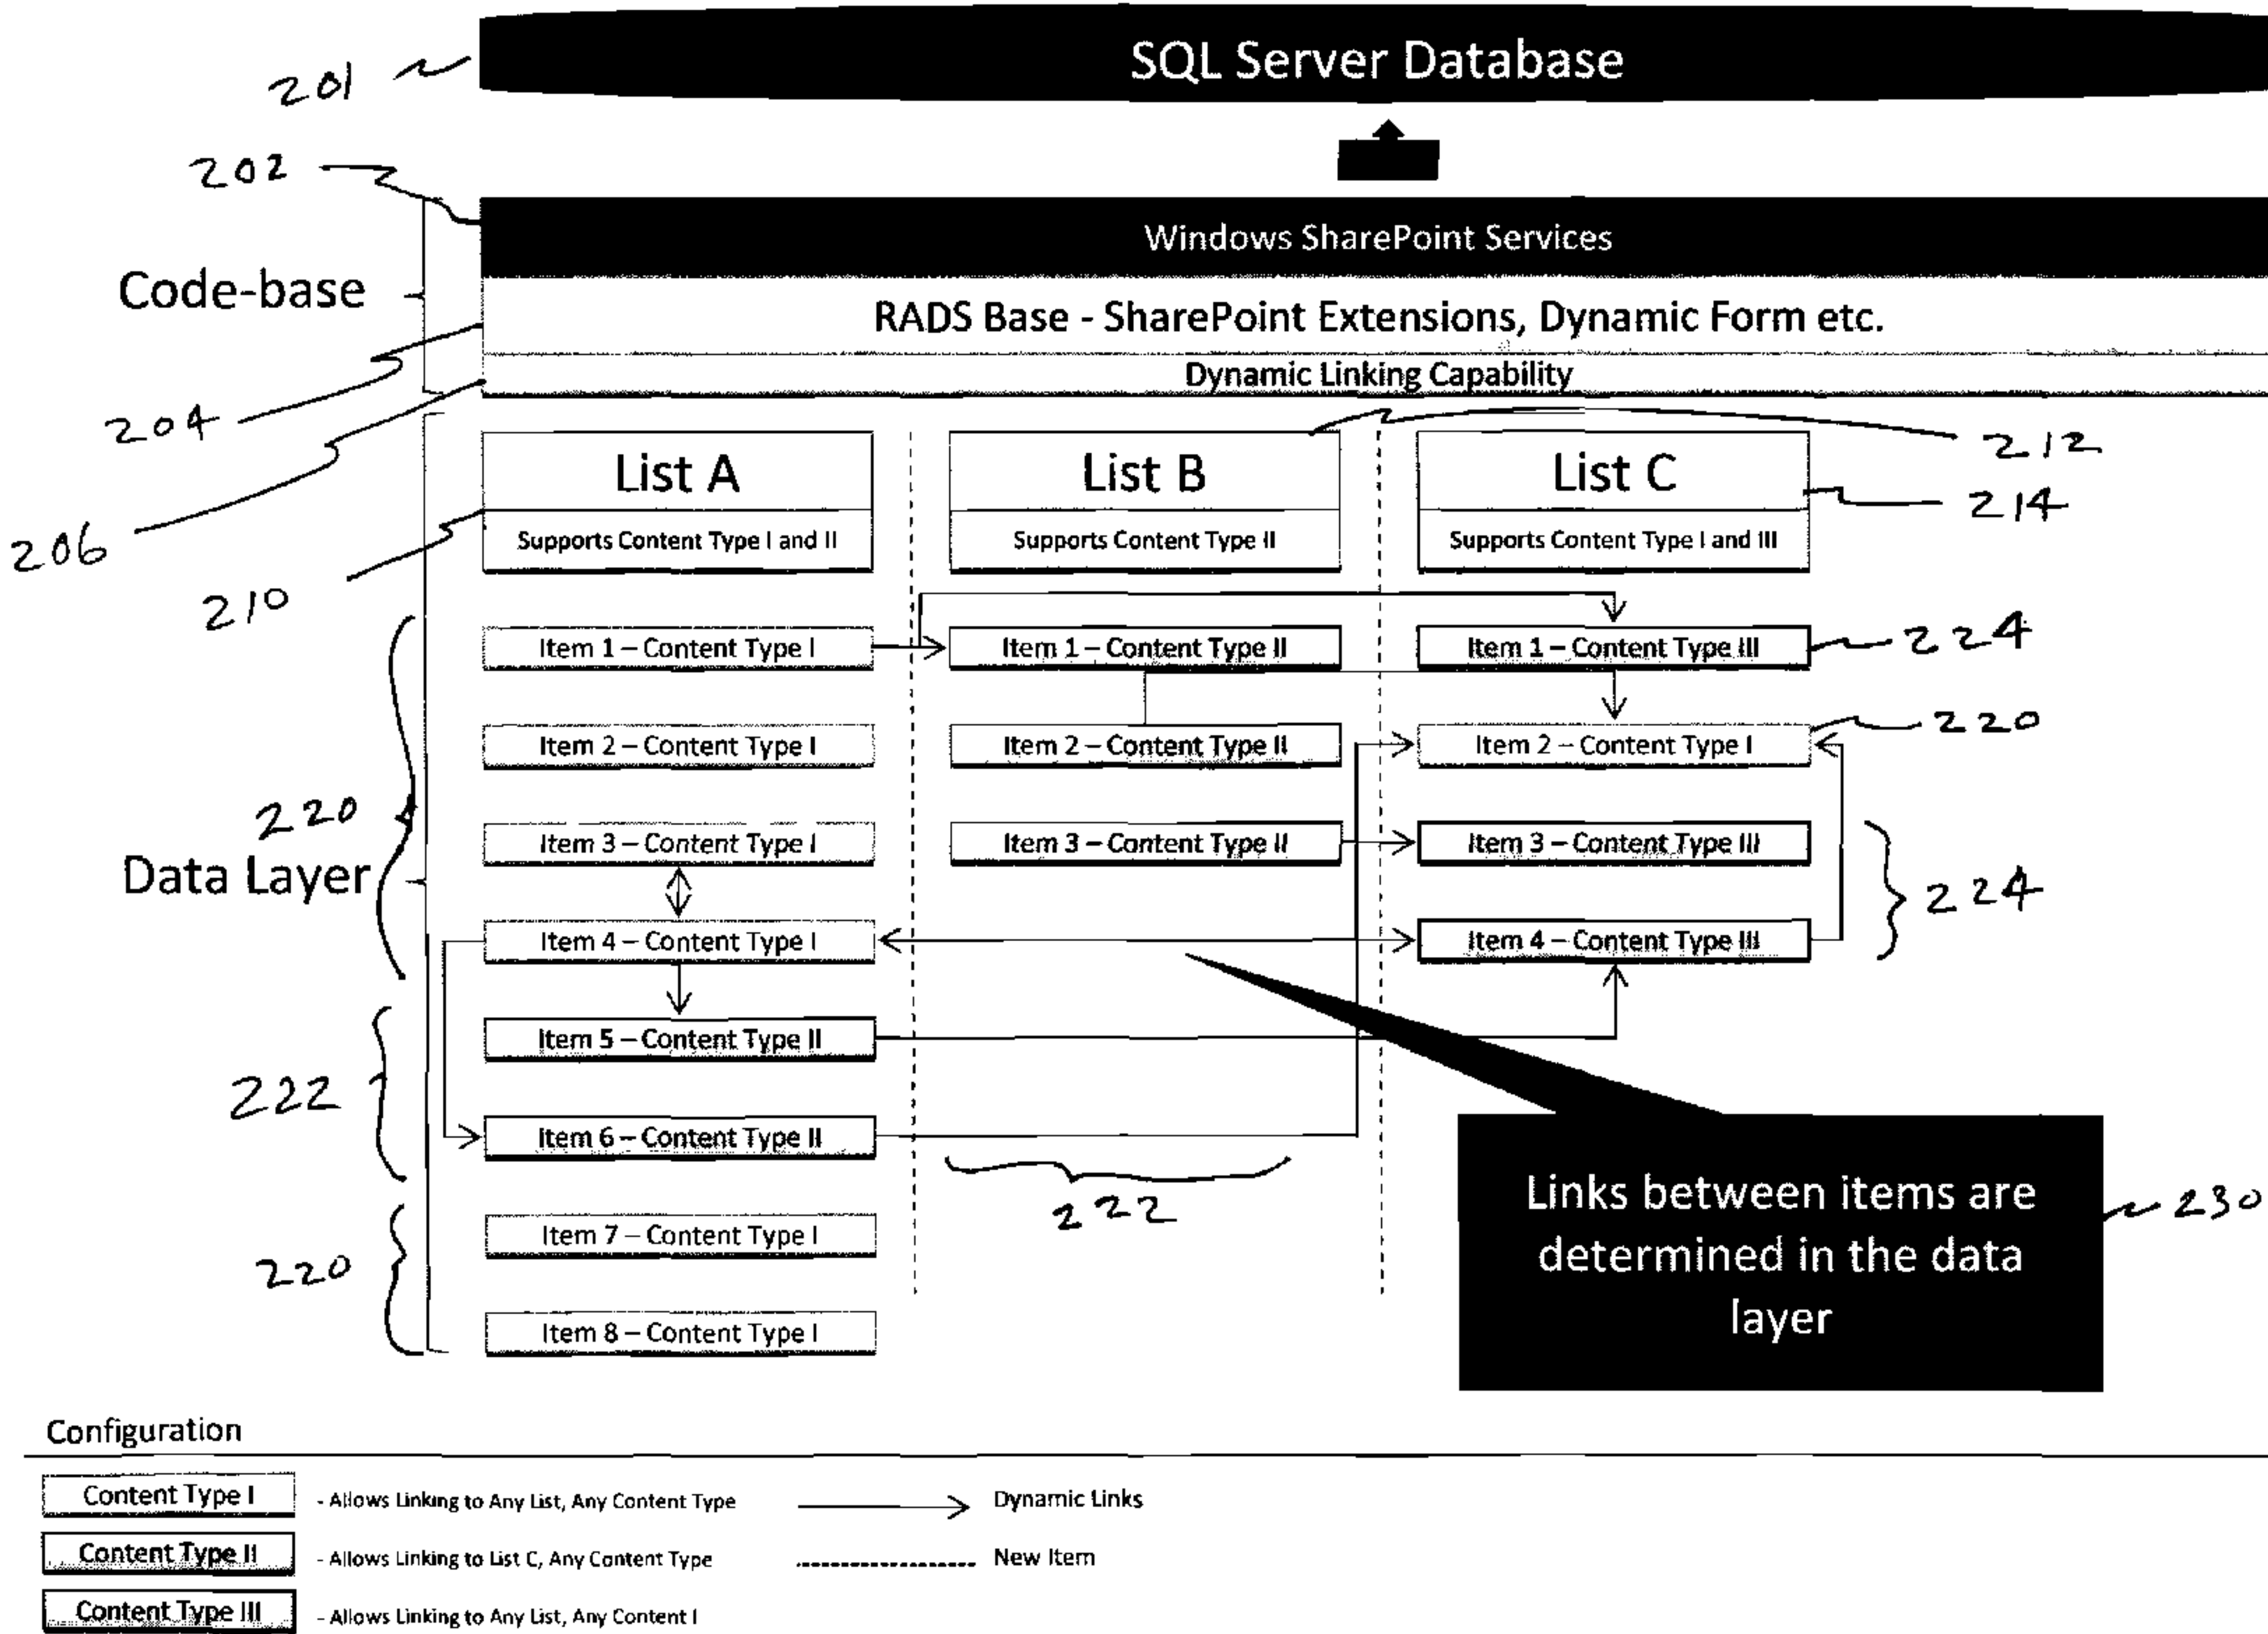 SQL Server Database
201
202
Windows SharePoint Services
Code-base
RADS Base - SharePoint Extensions, Dynamic Form etc.
Dynamic Linking Capability
204
206
210
List A
Supports Content Type I and II
List B
Supports Content Type II
List C
Supports Content Type I and III
212
214
Item 1 – Content Type I
Item 1 – Content Type II
Item 1 – Content Type III
224
Item 2 – Content Type I
Item 2 – Content Type II
Item 2 – Content Type I
220
220
Data Layer
Item 3 – Content Type I
Item 3 – Content Type II
Item 3 – Content Type III
224
Item 4 – Content Type I
Item 4 – Content Type III
Item 5 – Content Type II
222
Item 6 – Content Type II
222
220
Item 7 – Content Type I
Item 8 – Content Type I
Links between items are
determined in the data
layer
230
Configuration
Content Type I - Allows Linking to Any List, Any Content Type
Dynamic Links
Content Type II - Allows Linking to List C, Any Content Type
New Item
Content Type III - Allows Linking to Any List, Any Content I